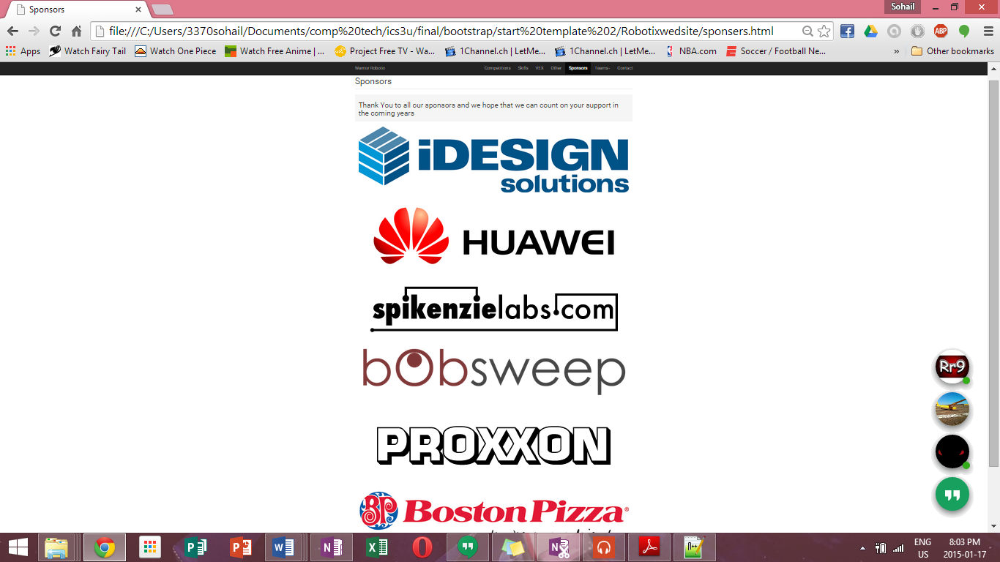 Sponsors
Sohail
file:///C:/Users/3370sohail/Documents/comp%20tech/ics3u/final/bootstrap/start%20template%202/Robotixwedsite/sponsers.html
ABP
Apps
Watch Fairy Tail
Watch One Piece
Watch Free Anime | ...
Project Free TV - Wa...
1Channel.ch | LetMe...
1Channel.ch | LetMe...
NBA.com
Soccer / Football Ne...
»
Other bookmarks
Warrior Robotix
Competitions
Skills
VEX
Other
Sponsors
Teams
Contact
Sponsors
Thank You to all our sponsors and we hope that we can count on your support in
the coming years
iDESIGN
solutions
HUAWEI
spikenzielabs.com
bobsweep
PROXXON
BP Boston Pizza®
Rr9
ENG
US
8:03 PM
2015-01-17